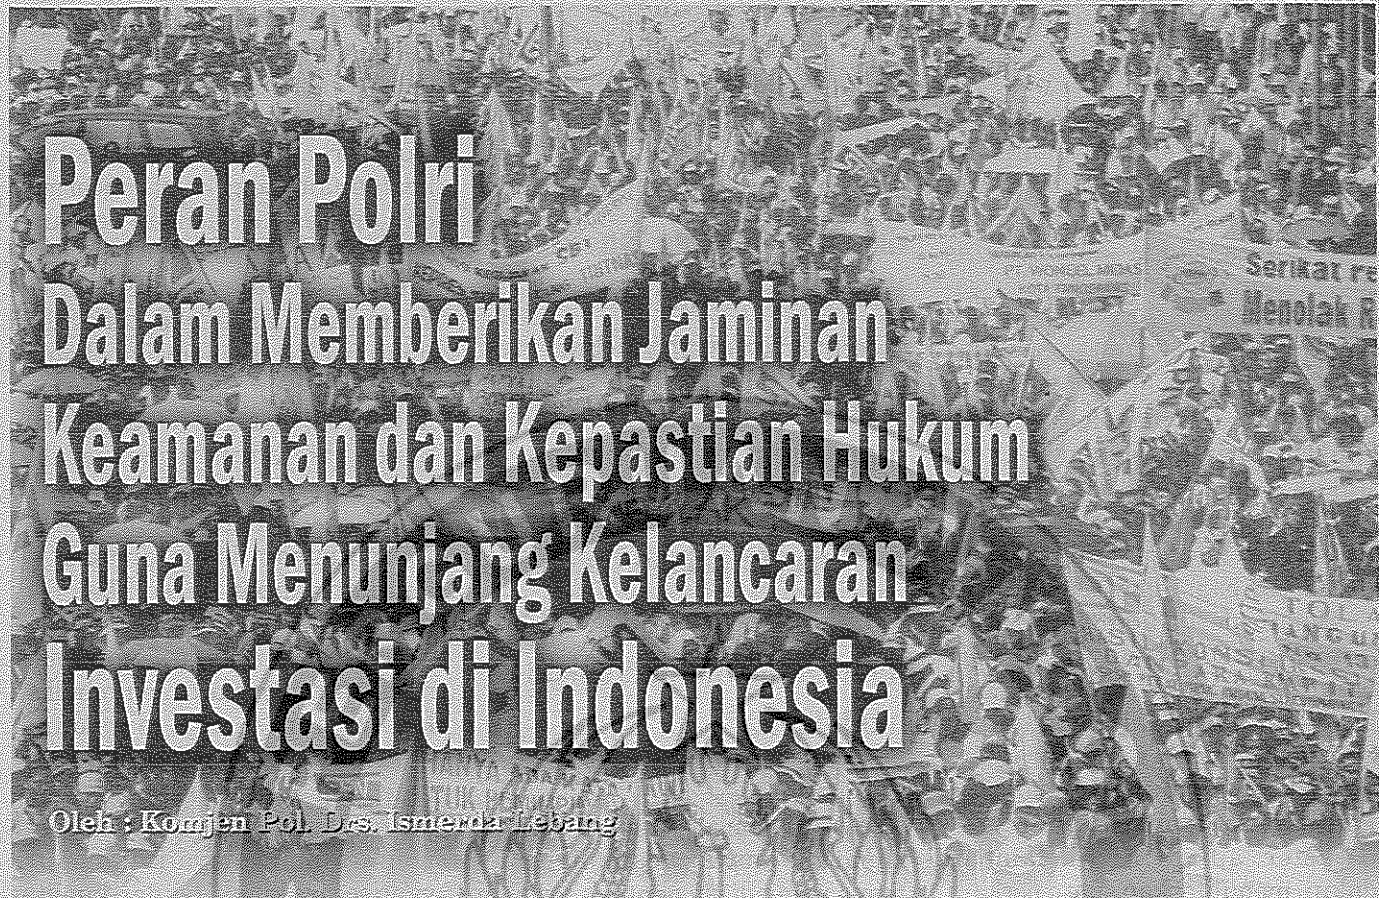 Peran Polri
Dalam Memberikan Jaminan
Keamanan dan Kepastian Hukum
Guna Menunjang Kelancaran
Investasi di Indonesia
Oleh : Komjen Pol. Drs. Ismerda Lebang
Serikat
Menolak